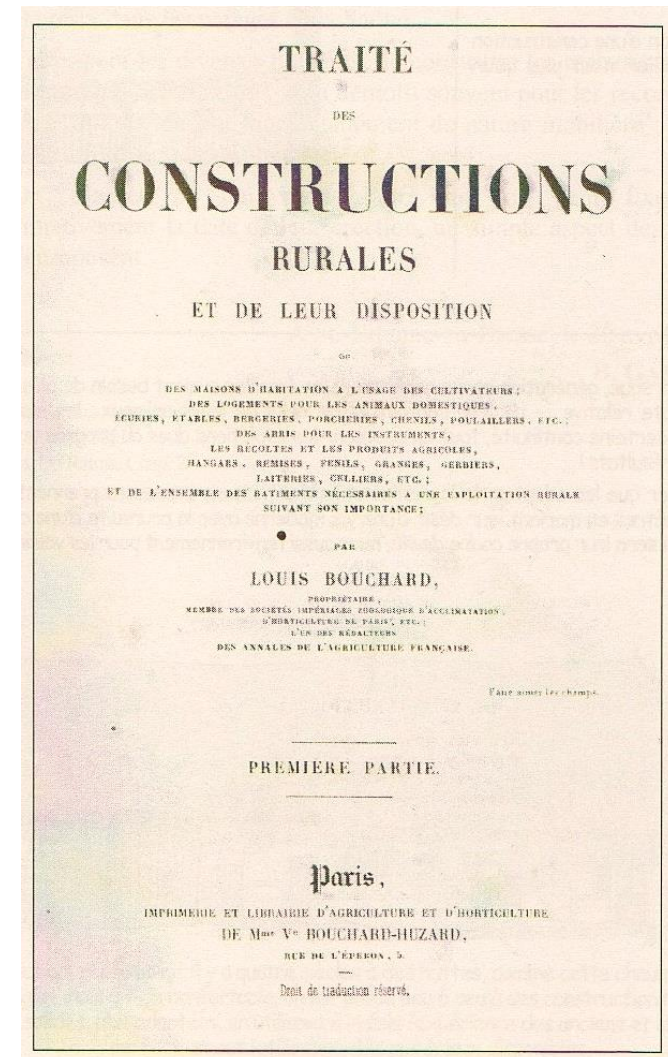 TRAITÉ
DES
CONSTRUCTIONS
RURALES
ET DE LEUR DISPOSITION
OU
DES MAISONS D'HABITATION A L'USAGE DES CULTIVATEURS;
DES LOGEMENTS POUR LES ANIMAUX DOMESTIQUES,
ÉCURIES, ÉTABLES, BERGERIES, PORCHERIES, CHENILS, POULAILLERS, ETC.;
DES ABRIS POUR LES INSTRUMENTS,
LES RÉCOLTES ET LES PRODUITS AGRICOLES,
HANGARS, REMISES, FENILS, GRANGES, GERBIERS,
LAITERIES, CELLIERS, ETC.;
ET DE L'ENSEMBLE DES BATIMENTS NÉCESSAIRES A UNE EXPLOITATION RURALE
SUIVANT SON IMPORTANCE;
PAR
LOUIS BOUCHARD,
PROPRIÉTAIRE,
MEMBRE DES SOCIÉTÉS IMPÉRIALES ZOOLOGIQUE D'ACCLIMATATION,
D'HORTICULTURE DE PARIS, ETC.;
L'UN DES RÉDACTEURS
DES ANNALES DE L'AGRICULTURE FRANÇAISE.
Faire aimer les champs.
PREMIERE PARTIE.
Paris,
IMPRIMERIE ET LIBRAIRIE D'AGRICULTURE ET D'HORTICULTURE
DE Mme Ve BOUCHARD-HUZARD,
RUE DE L'ÉPERON, 5.
Droit de traduction réservé.